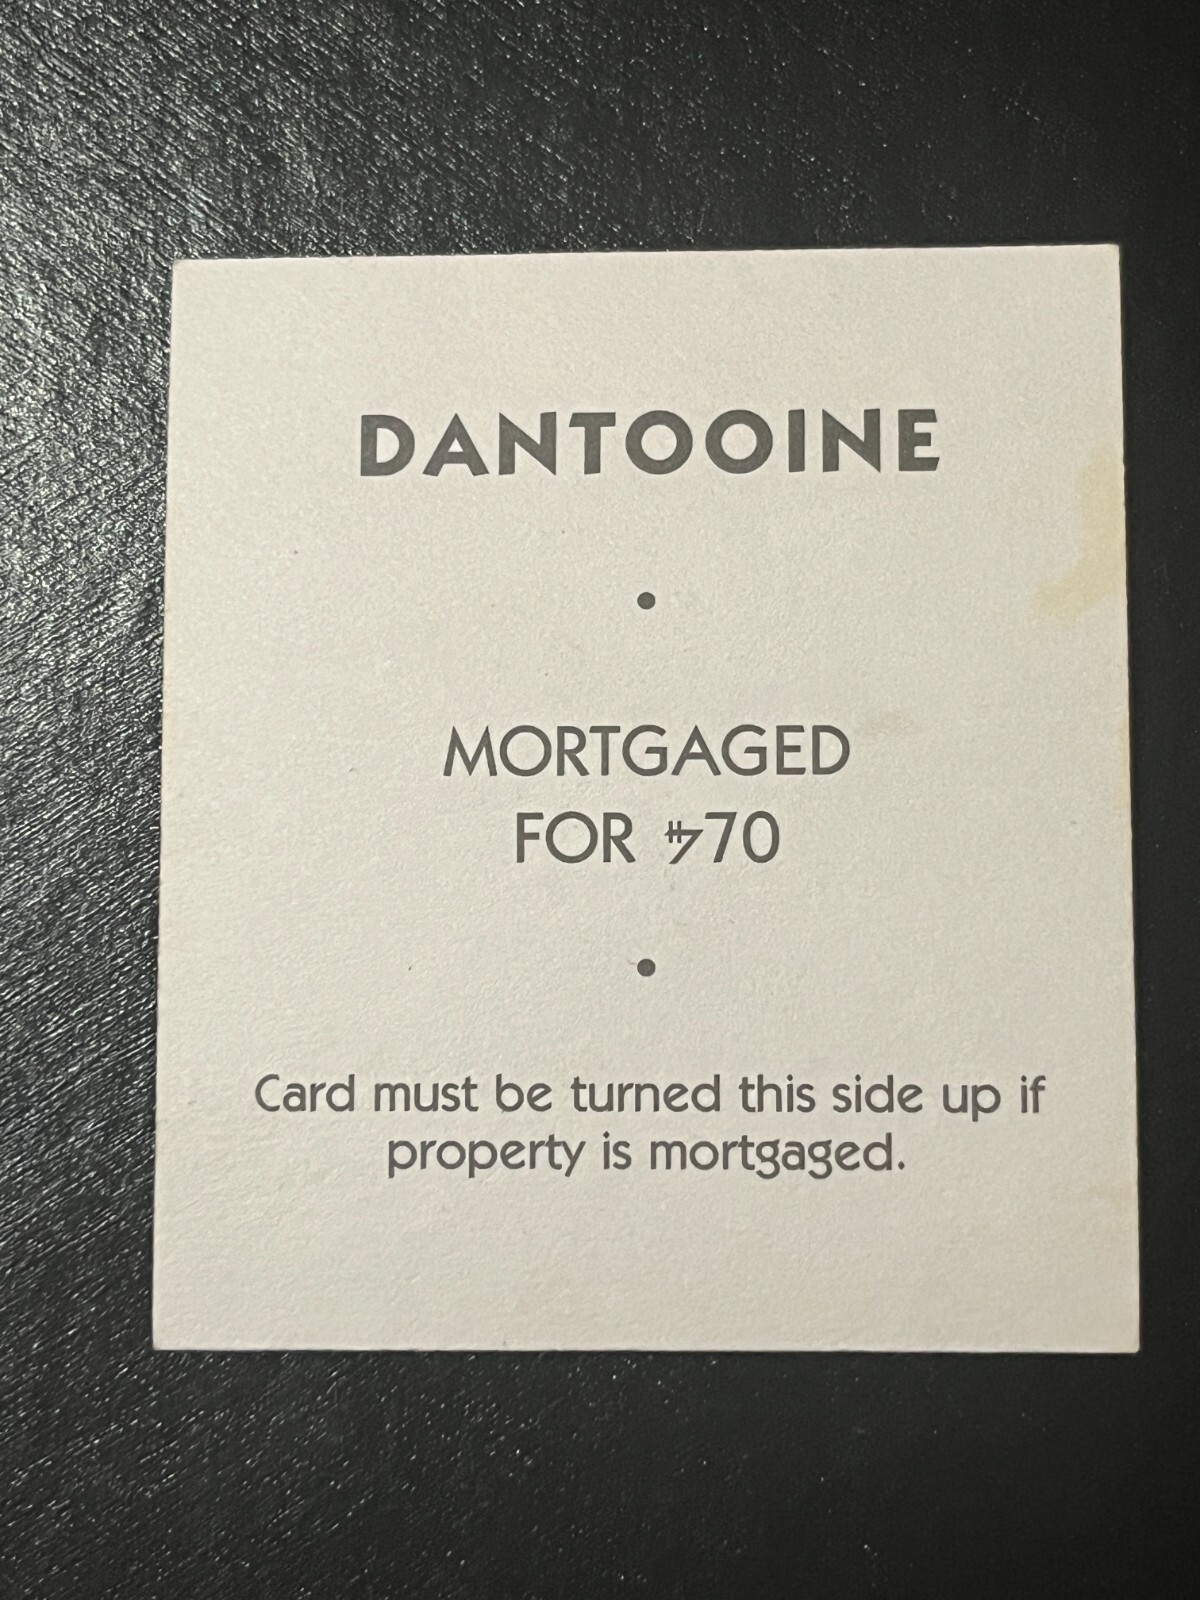 DANTOOINE
•
MORTGAGED
FOR 70
•
Card must be turned this side up if
property is mortgaged.